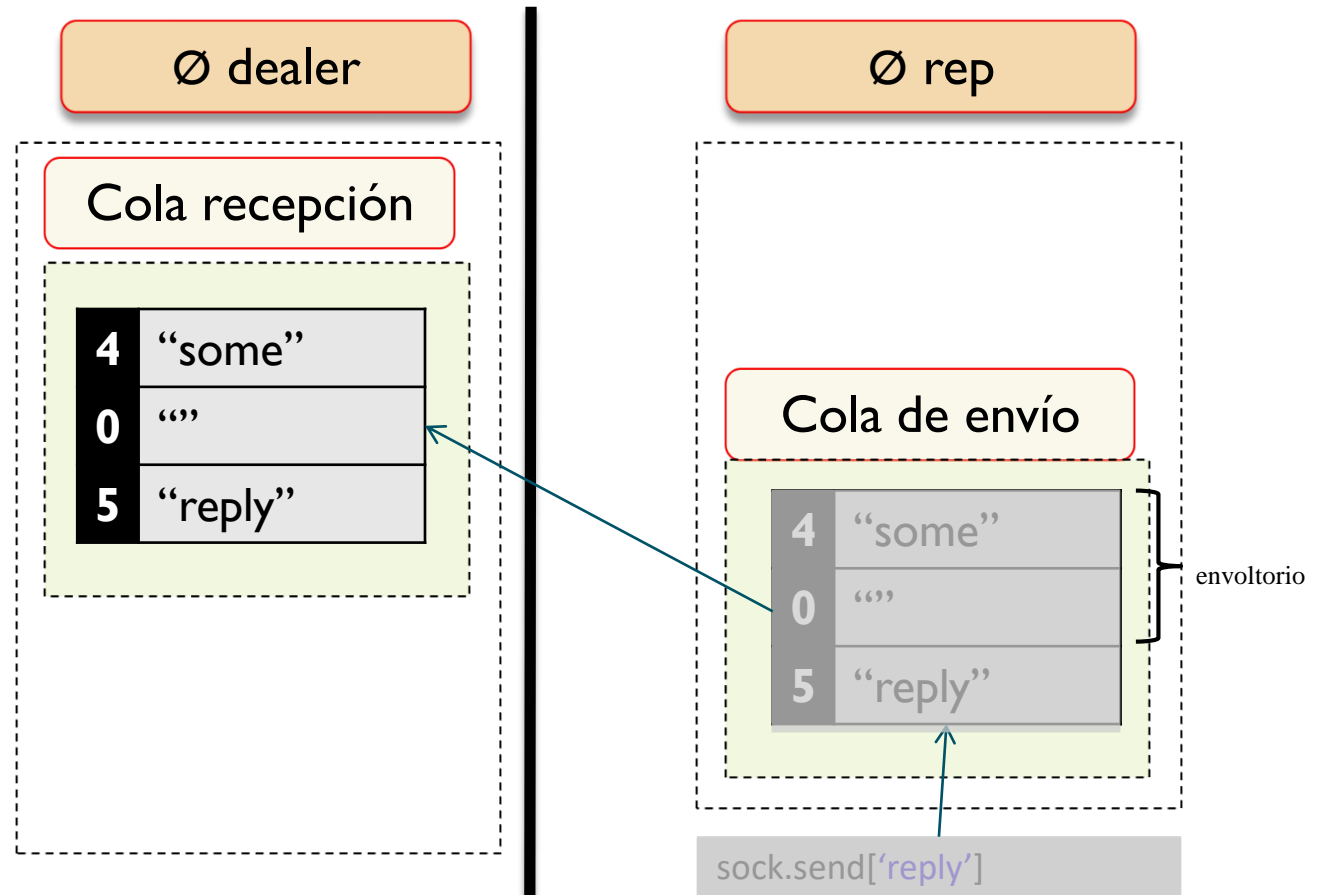 Ø dealer
Ø rep
Cola recepción
4 “some”
0 “”
5 “reply”
Cola de envío
4 “some”
0 “”
5 “reply”
envoltorio
sock.send[‘reply’]